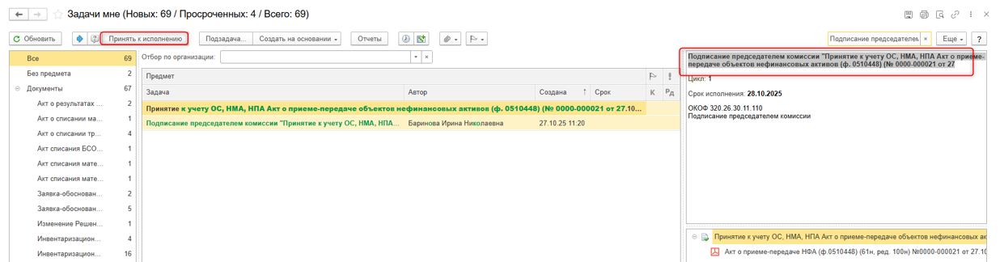 Задачи мне (Новых: 69 / Просроченных: 4 / Всего: 69)
Обновить Принять к исполнению Подзадача... Создать на основании Отчеты Подписание председателем × Еще ?
Все 69
Без предмета 2
Документы 67
Акт о результатах ... 2
Акт о списании ма... 1
Акт о списании тр... 4
Акт списания БСО... 1
Акт списания мате... 1
Акт списания мате... 1
Заявка-обоснован... 2
Заявка-обоснован... 5
Изменение Решен... 1
Инвентаризацион... 4
Инвентаризацион... 16
Отбор по организации:
Предмет
Задача Автор Создана ↑ Срок К Рд
Принятие к учету ОС, НМА, НПА Акт о приеме-передаче объектов нефинансовых активов (ф. 0510448) (№ 0000-000021 от 27.10...
Подписание председателем комиссии "Принятие к учету ОС, НМА, НПА... Баринова Ирина Николаевна 27.10.25 11:20
Подписание председателем комиссии "Принятие к учету ОС, НМА, НПА Акт о приеме-
передаче объектов нефинансовых активов (ф. 0510448) (№ 0000-000021 от 27
Цикл: 1
Срок исполнения: 28.10.2025
ОКОФ 320.26.30.11.110
Подписание председателем комиссии
Принятие к учету ОС, НМА, НПА Акт о приеме-передаче объектов нефинансовых ак
Акт о приеме-передаче НФА (ф.0510448) (61н, ред. 100н) №0000-000021 от 27.10